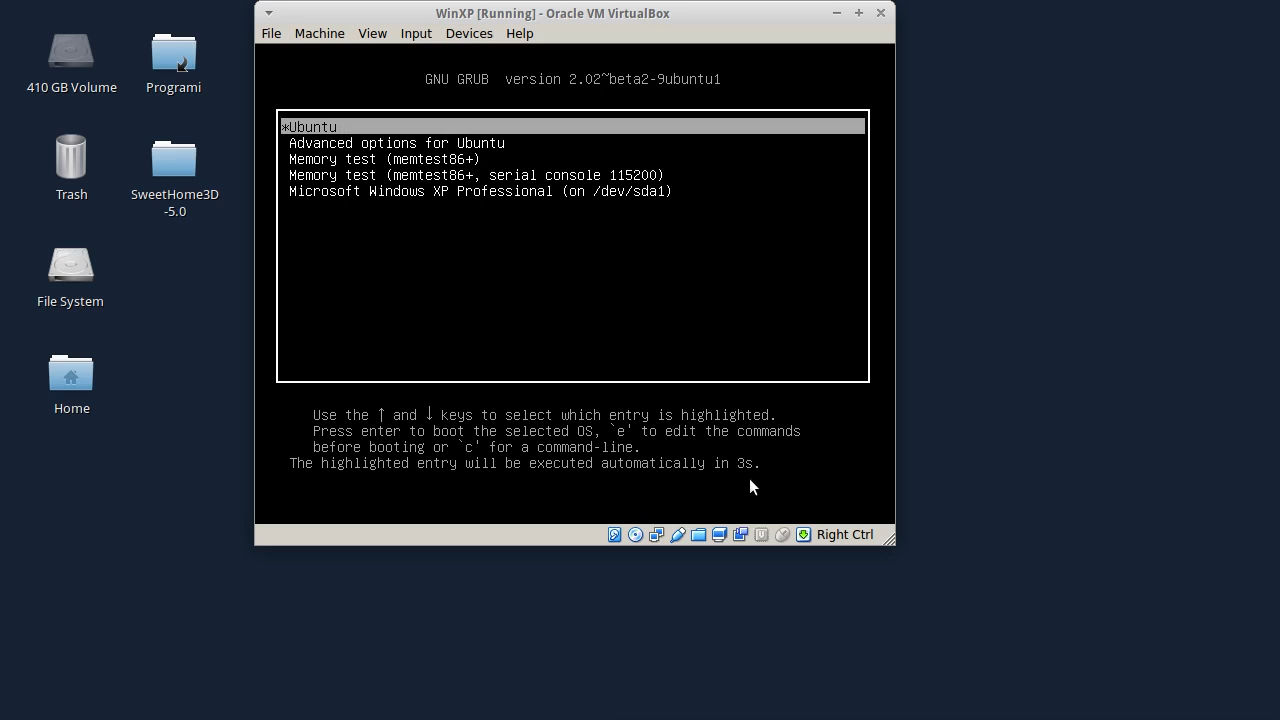 WinXP [Running] - Oracle VM VirtualBox
File Machine View Input Devices Help
GNU GRUB version 2.02~beta2-9ubuntu1
*Ubuntu
Advanced options for Ubuntu
Memory test (memtest86+)
Memory test (memtest86+, serial console 115200)
Microsoft Windows XP Professional (on /dev/sda1)
Use the ↑ and ↓ keys to select which entry is highlighted.
Press enter to boot the selected OS, `e' to edit the commands
before booting or `c' for a command-line.
The highlighted entry will be executed automatically in 3s.
Right Ctrl
410 GB Volume
Programi
Trash
SweetHome3D
-5.0
File System
Home